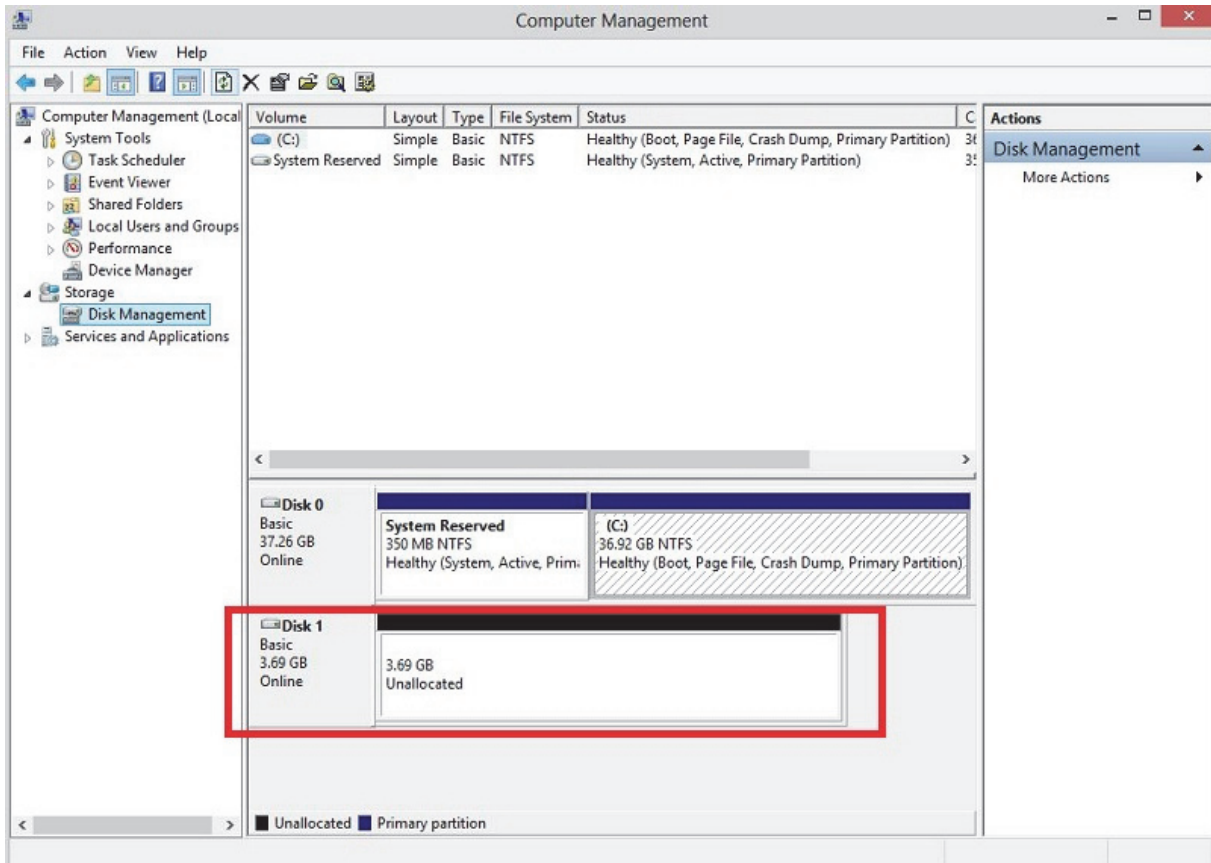 Computer Management
File Action View Help
Computer Management (Local
System Tools
Task Scheduler
Event Viewer
Shared Folders
Local Users and Groups
Performance
Device Manager
Storage
Disk Management
Services and Applications
Volume Layout Type File System Status C
(C:) Simple Basic NTFS Healthy (Boot, Page File, Crash Dump, Primary Partition) 36
System Reserved Simple Basic NTFS Healthy (System, Active, Primary Partition) 35
Disk 0
Basic
37.26 GB
Online
System Reserved
350 MB NTFS
Healthy (System, Active, Prim
(C:)
36.92 GB NTFS
Healthy (Boot, Page File, Crash Dump, Primary Partition)
Disk 1
Basic
3.69 GB
Online
3.69 GB
Unallocated
Unallocated Primary partition
Actions
Disk Management
More Actions